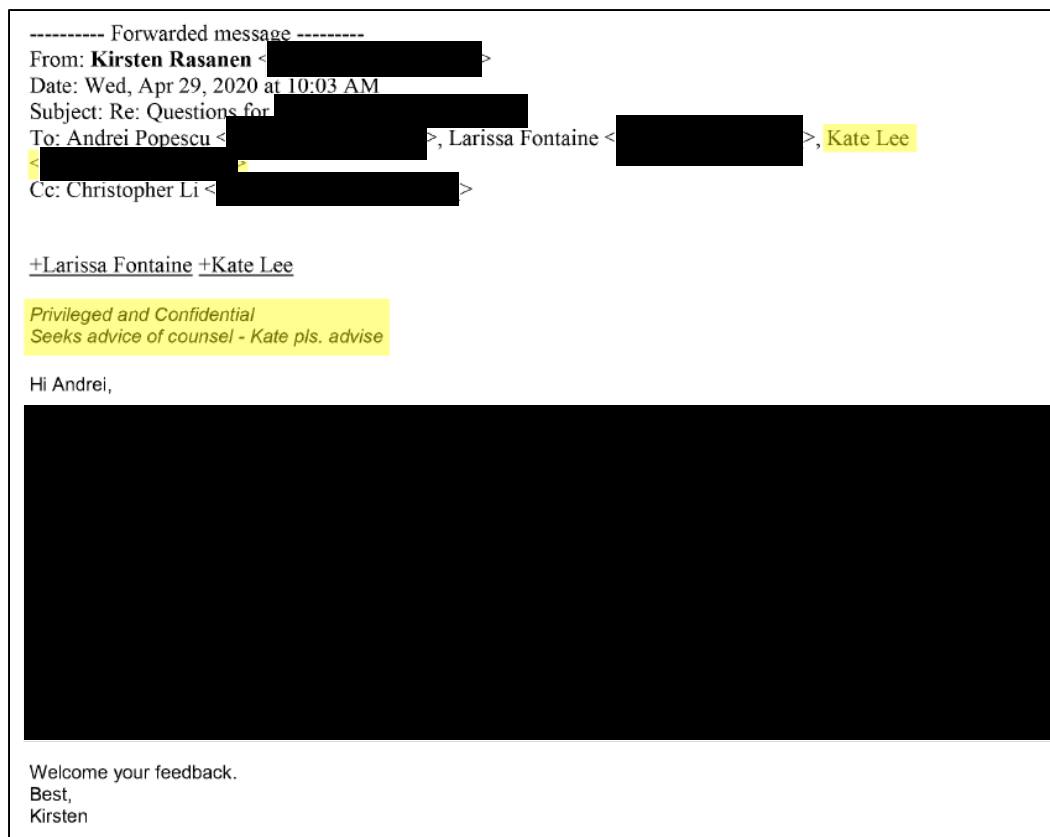 ---------- Forwarded message ---------
From: Kirsten Rasanen < >
Date: Wed, Apr 29, 2020 at 10:03 AM
Subject: Re: Questions for
To: Andrei Popescu < >, Larissa Fontaine < >, Kate Lee
< >
Cc: Christopher Li < >
+Larissa Fontaine +Kate Lee
Privileged and Confidential
Seeks advice of counsel - Kate pls. advise
Hi Andrei,
Welcome your feedback.
Best,
Kirsten